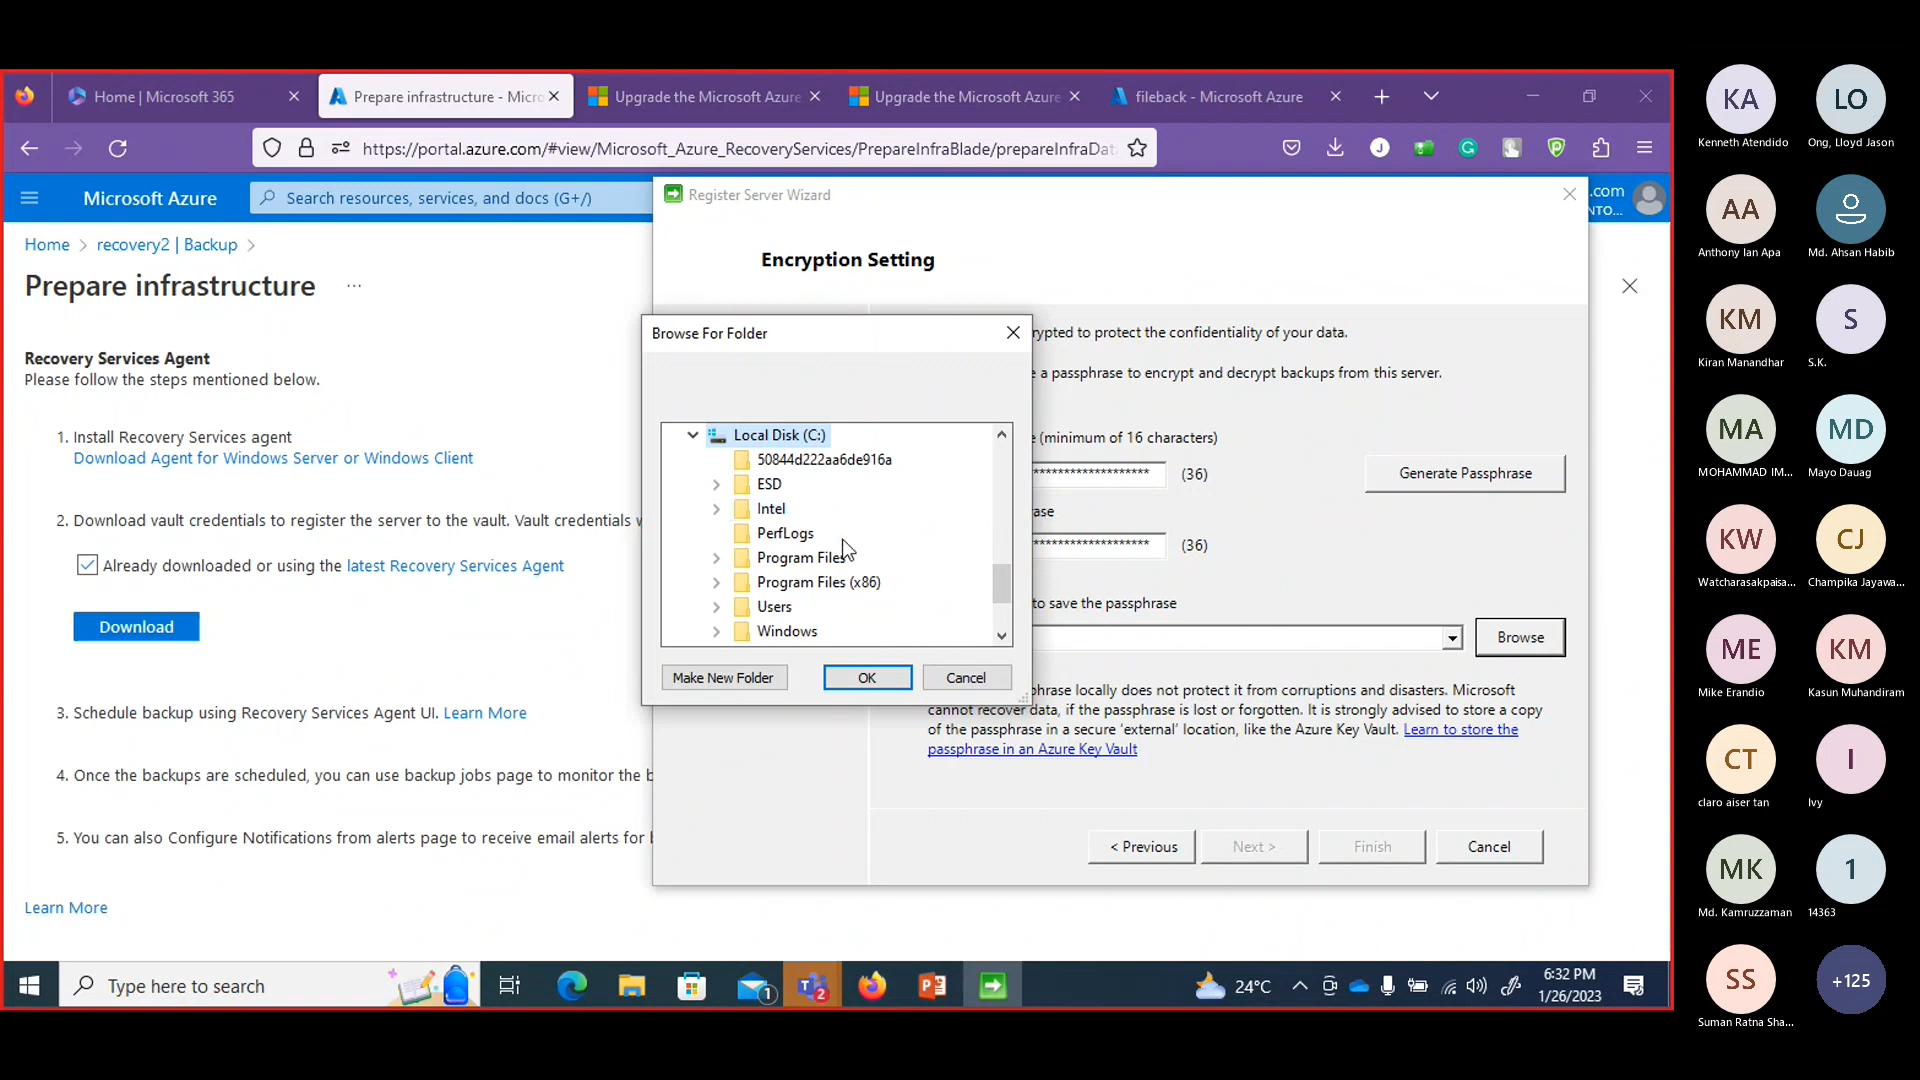 Home | Microsoft 365
Prepare infrastructure - Micro
Upgrade the Microsoft Azure
Upgrade the Microsoft Azure
fileback - Microsoft Azure
https://portal.azure.com/#view/Microsoft_Azure_RecoveryServices/PrepareInfraBlade/prepareInfraDat
Microsoft Azure
Search resources, services, and docs (G+/)
.com
NTO...
Home > recovery2 | Backup >
Prepare infrastructure ...
Recovery Services Agent
Please follow the steps mentioned below.
1. Install Recovery Services agent
Download Agent for Windows Server or Windows Client
2. Download vault credentials to register the server to the vault. Vault credentials w
Already downloaded or using the latest Recovery Services Agent
Download
3. Schedule backup using Recovery Services Agent UI. Learn More
4. Once the backups are scheduled, you can use backup jobs page to monitor the b
5. You can also Configure Notifications from alerts page to receive email alerts for b
Learn More
Register Server Wizard
Encryption Setting
rypted to protect the confidentiality of your data.
e a passphrase to encrypt and decrypt backups from this server.
e (minimum of 16 characters)
******************** (36)
Generate Passphrase
ase
******************** (36)
to save the passphrase
Browse
hrase locally does not protect it from corruptions and disasters. Microsoft
cannot recover data, if the passphrase is lost or forgotten. It is strongly advised to store a copy
of the passphrase in a secure 'external' location, like the Azure Key Vault. Learn to store the
passphrase in an Azure Key Vault
< Previous
Next >
Finish
Cancel
Browse For Folder
Local Disk (C:)
50844d222aa6de916a
ESD
Intel
PerfLogs
Program Files
Program Files (x86)
Users
Windows
Make New Folder
OK
Cancel
Type here to search
1
2
24°C
6:32 PM
1/26/2023
KA
Kenneth Atendido
LO
Ong, Lloyd Jason
AA
Anthony Ian Apa
Md. Ahsan Habib
KM
Kiran Manandhar
S
S.K.
MA
MOHAMMAD IM...
MD
Mayo Dauag
KW
Watcharasakpaisa...
CJ
Champika Jayawa...
ME
Mike Erandio
KM
Kasun Muhandiram
CT
claro aiser tan
I
Ivy
MK
Md. Kamruzzaman
1
14363
SS
Suman Ratna Sha...
+125